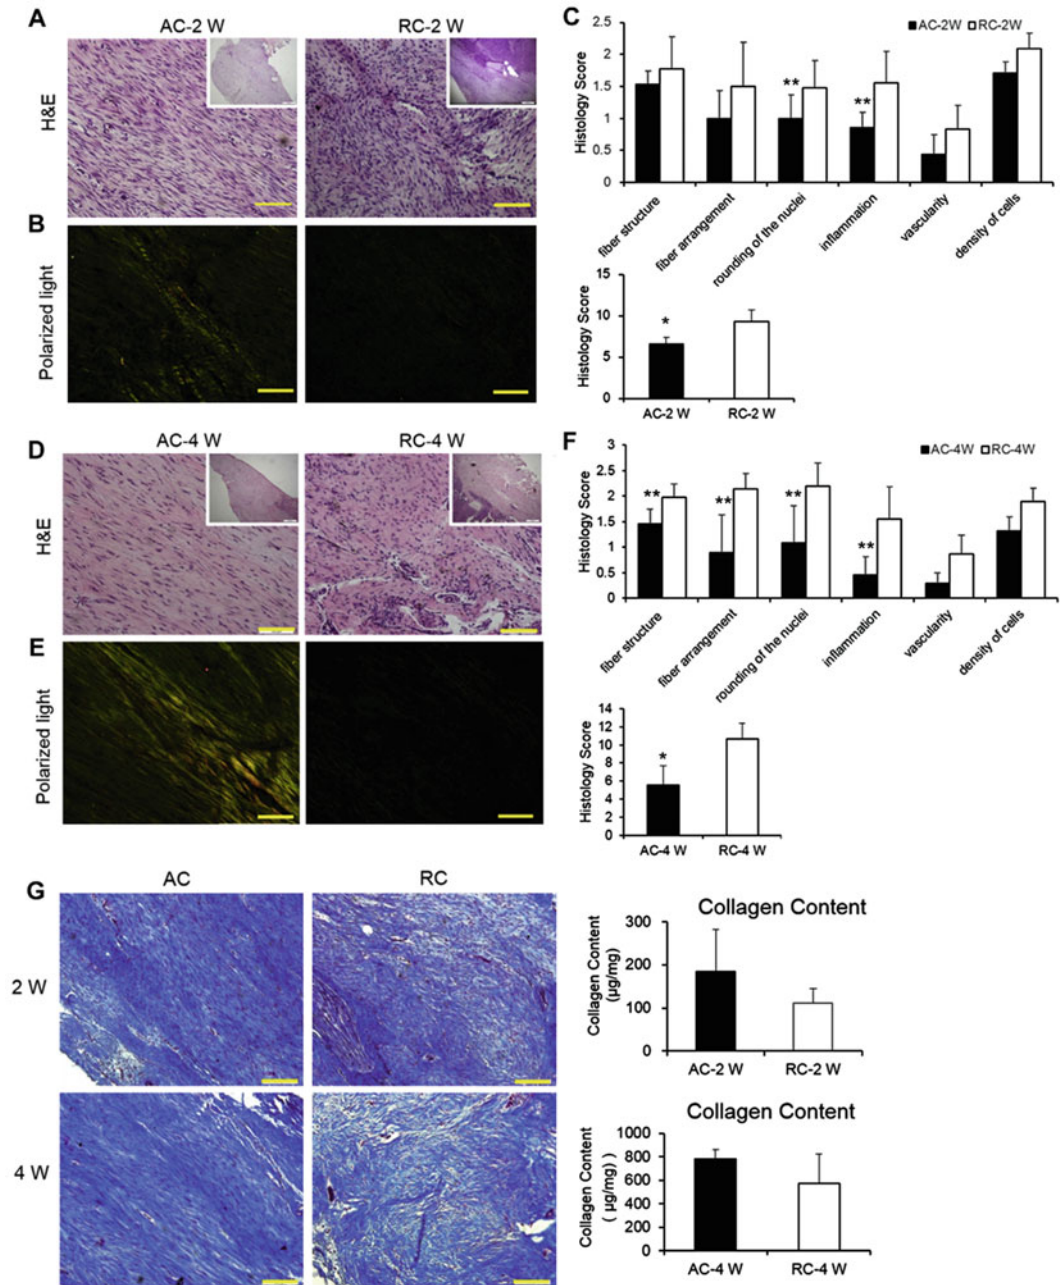 A
AC-2 W
RC-2 W
H&E
B
Polarized light
C
AC-2W
RC-2W
Histology Score
2.5
2
1.5
1
0.5
0
**
**
fiber structure
fiber arrangement
rounding of the nuclei
inflammation
vascularity
density of cells
Histology Score
15
10
5
0
*
AC-2 W
RC-2 W
D
AC-4 W
RC-4 W
H&E
E
Polarized light
F
AC-4W
RC-4W
Histology Score
3
2.5
2
1.5
1
0.5
0
**
**
**
**
fiber structure
fiber arrangement
rounding of the nuclei
inflammation
vascularity
density of cells
Histology Score
14
12
10
8
6
4
2
0
*
AC-4 W
RC-4 W
G
AC
RC
2 W
4 W
Collagen Content
Collagen Content
(µg/mg)
300
200
100
0
AC-2 W
RC-2 W
Collagen Content
Collagen Content
( µg/mg) )
1000
800
600
400
200
0
AC-4 W
RC-4 W